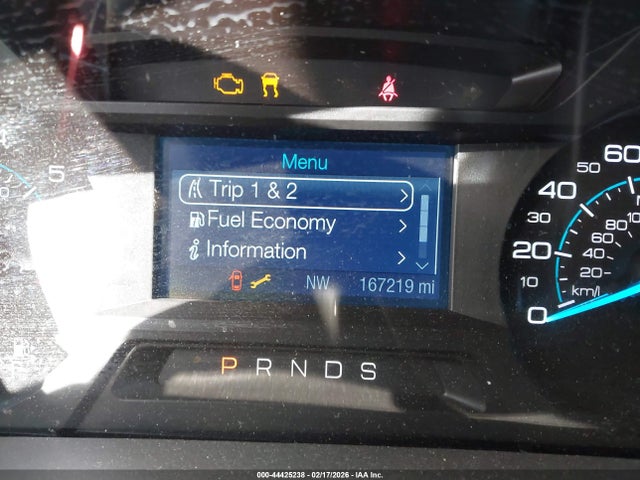 Menu
Trip 1 & 2
Fuel Economy
Information
NW 167219 mi
P R N D S
5
0 10 20 30 40 50 60
20 40 60 80
km/h
000-44425238 - 02/17/2026 - IAA Inc.